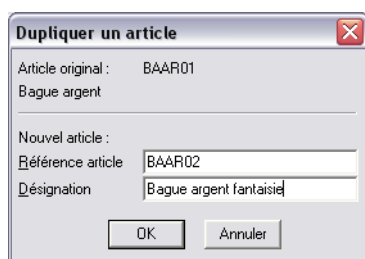 Dupliquer un article
Article original : BAAR01
Bague argent
Nouvel article :
Référence article BAAR02
Désignation Bague argent fantaisie
OK Annuler